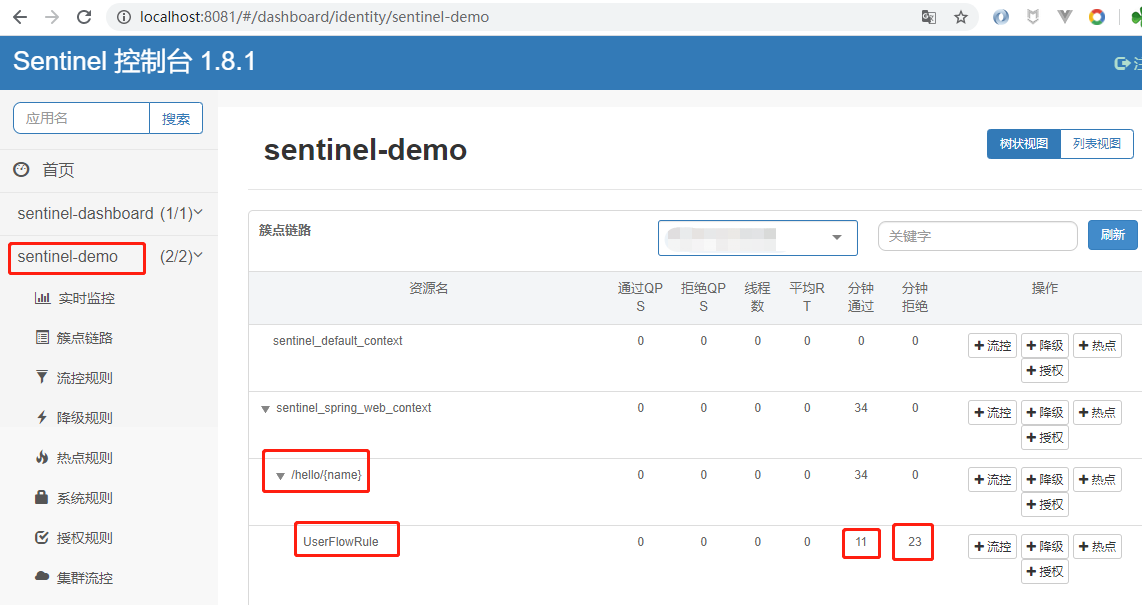 localhost:8081/#/dashboard/identity/sentinel-demo
Sentinel 控制台 1.8.1
应用名 搜索
首页
sentinel-dashboard (1/1)
sentinel-demo (2/2)
实时监控
簇点链路
流控规则
降级规则
热点规则
系统规则
授权规则
集群流控
sentinel-demo
树状视图 列表视图
簇点链路 关键字 刷新
资源名 通过QP 拒绝QP 线程 平均R 分钟 分钟 操作
S S 数 T 通过 拒绝
sentinel_default_context 0 0 0 0 0 0 流控 降级 热点
授权
sentinel_spring_web_context 0 0 0 0 34 0 流控 降级 热点
授权
/hello/{name} 0 0 0 0 34 0 流控 降级 热点
授权
UserFlowRule 0 0 0 0 11 23 流控 降级 热点
授权